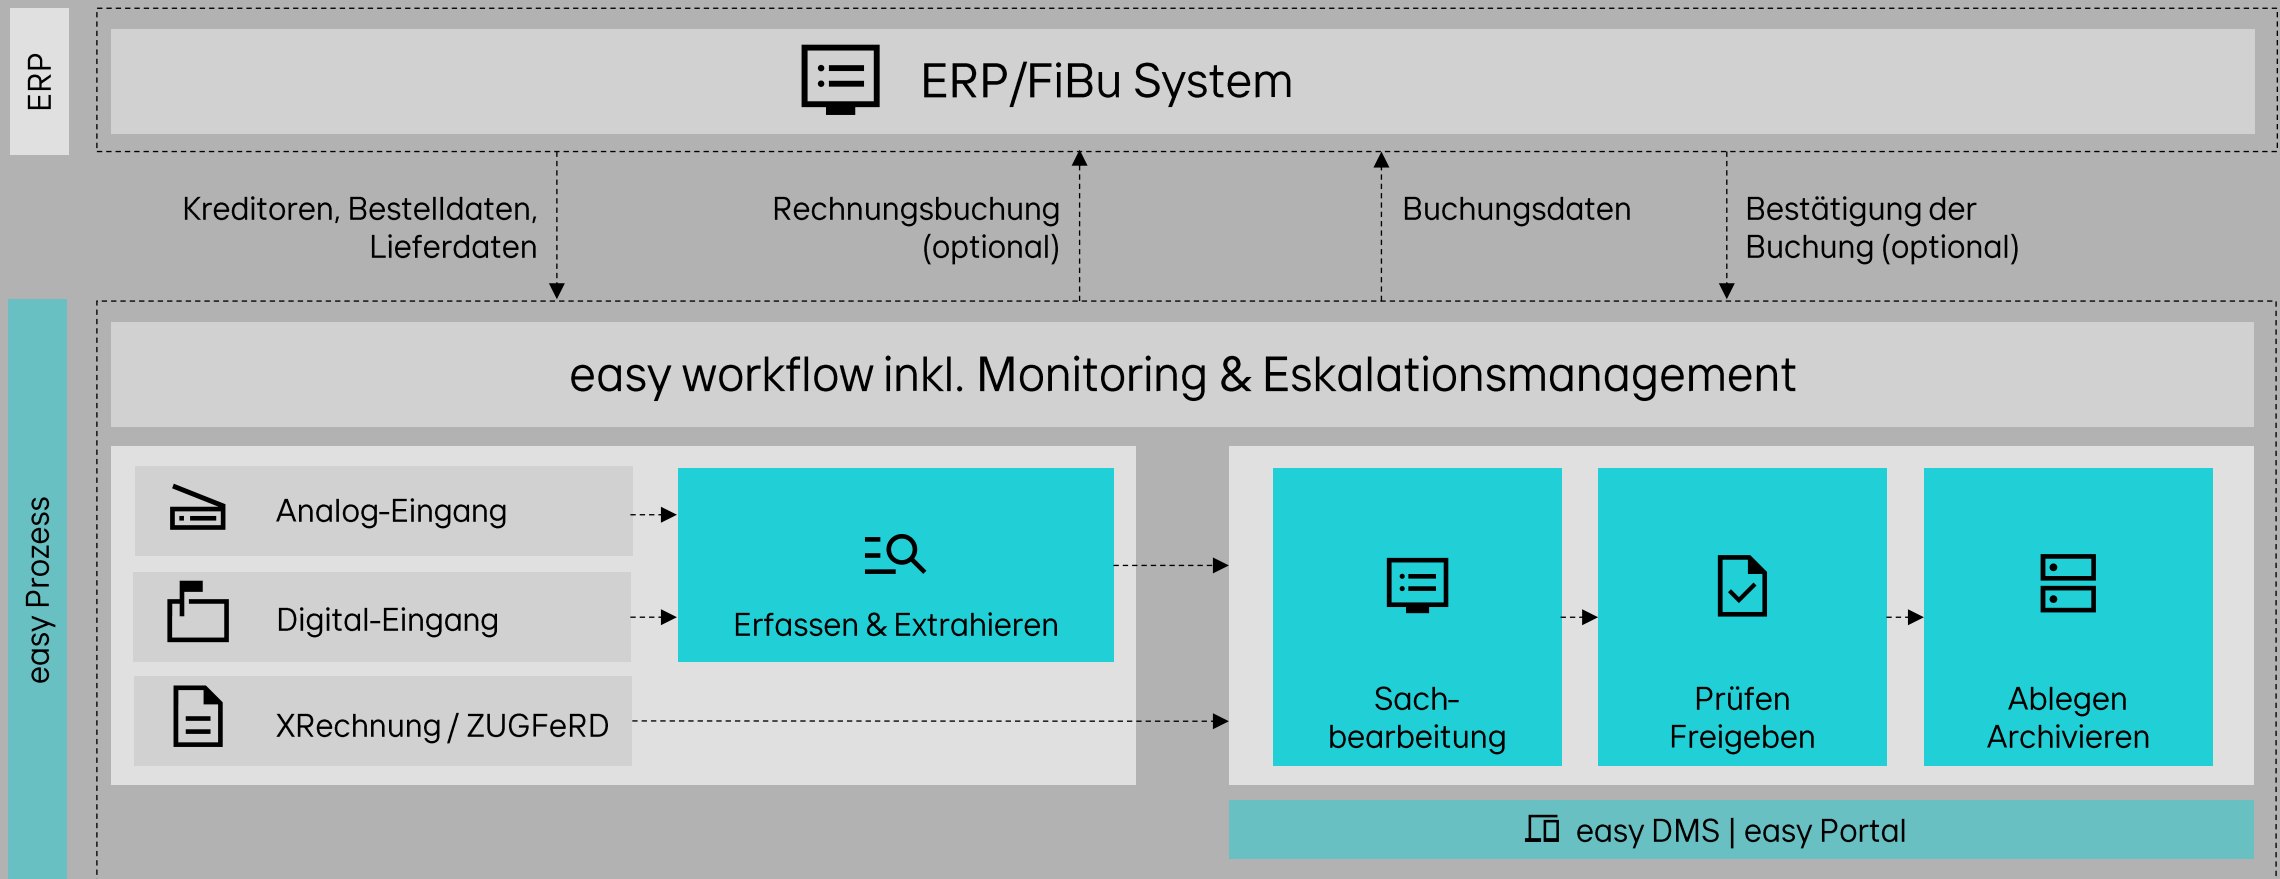 ERP
ERP/FiBu System
Kreditoren, Bestelldaten,
Lieferdaten
Rechnungsbuchung
(optional)
Buchungsdaten
Bestätigung der
Buchung (optional)
easy Prozess
easy workflow inkl. Monitoring & Eskalationsmanagement
Analog-Eingang
Digital-Eingang
XRechnung / ZUGFeRD
Erfassen & Extrahieren
Sach-
bearbeitung
Prüfen
Freigeben
Ablegen
Archivieren
easy DMS | easy Portal